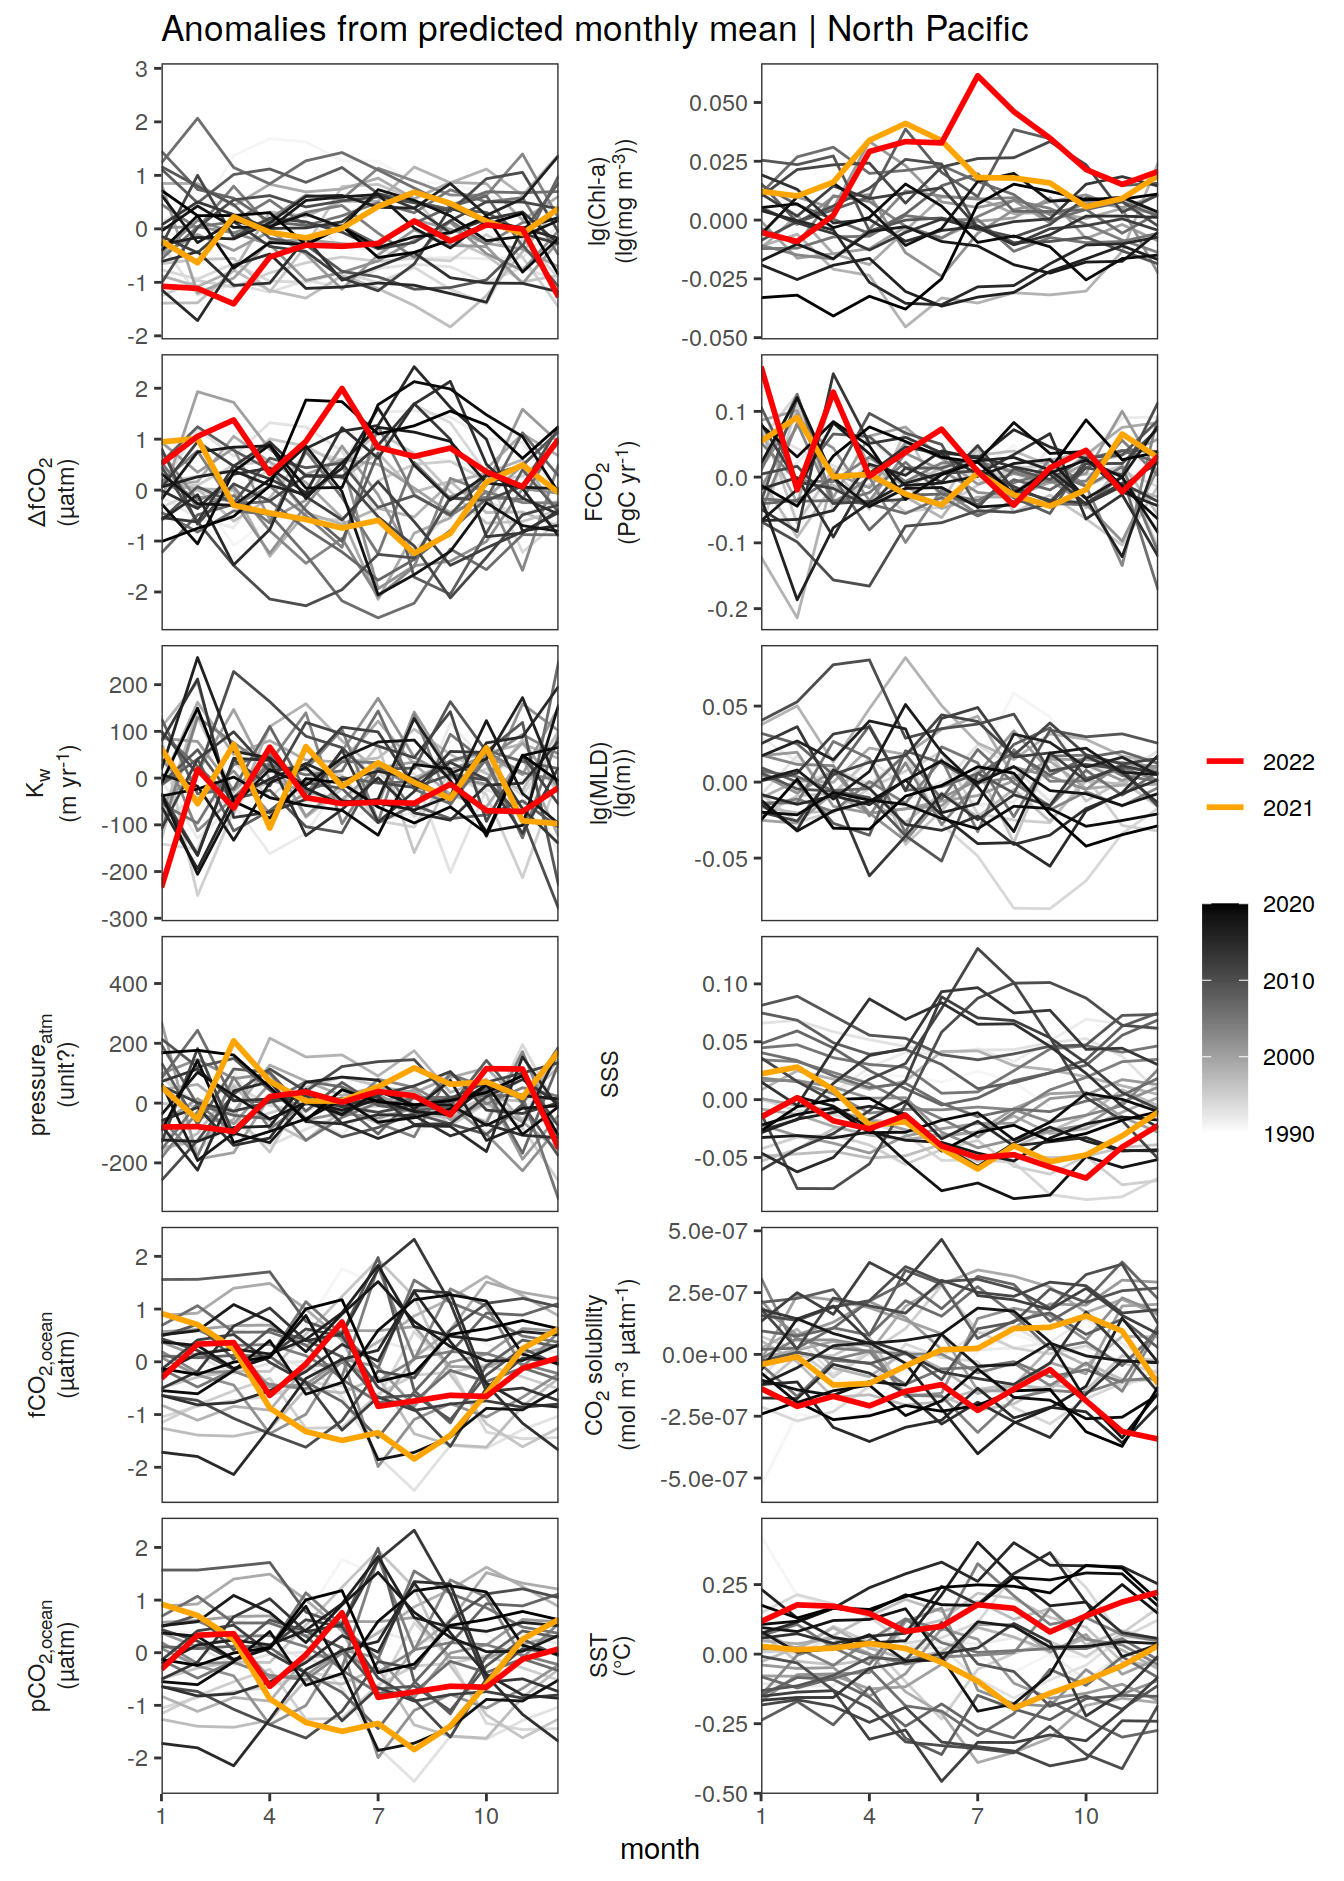 Anomalies from predicted monthly mean | North Pacific
3
2
1
0
-1
-2
lg(Chl-a)
(lg(mg m-3))
0.050
0.025
0.000
-0.025
-0.050
ΔfCO2
(µatm)
2
1
0
-1
-2
FCO2
(PgC yr-1)
0.1
0.0
-0.1
-0.2
Kw
(m yr-1)
200
100
0
-100
-200
-300
lg(MLD)
(lg(m))
0.05
0.00
-0.05
pressureatm
(unit?)
400
200
0
-200
SSS
0.10
0.05
0.00
-0.05
fCO2,ocean
(µatm)
2
1
0
-1
-2
CO2 solubility
(mol m-3 µatm-1)
5.0e-07
2.5e-07
0.0e+00
-2.5e-07
-5.0e-07
pCO2,ocean
(µatm)
2
1
0
-1
-2
SST
(°C)
0.25
0.00
-0.25
-0.50
1 4 7 10
1 4 7 10
month
2022
2021
2020
2010
2000
1990